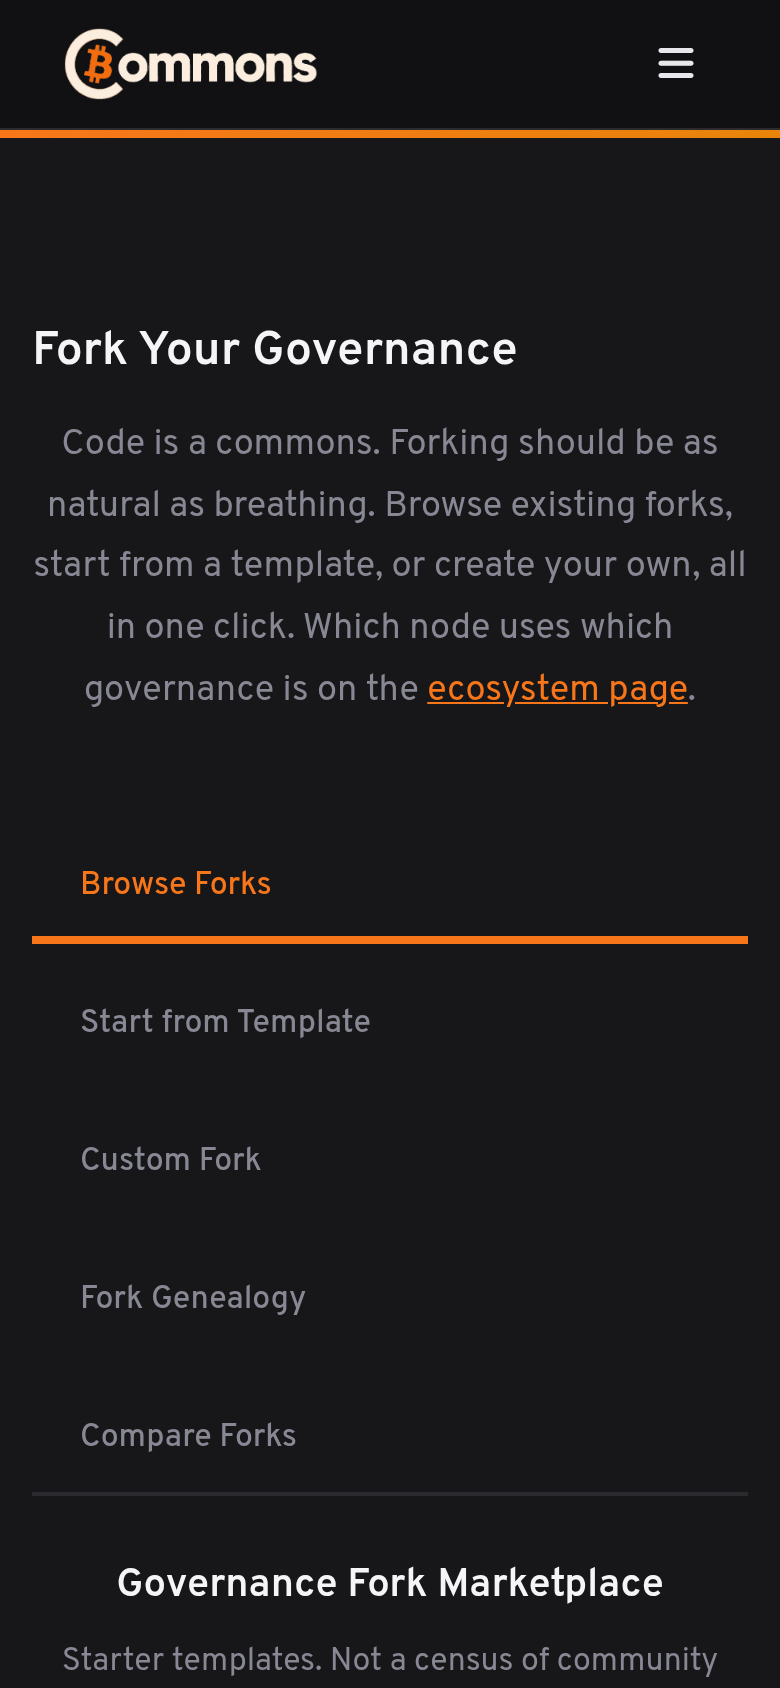 Commons
Fork Your Governance
Code is a commons. Forking should be as
natural as breathing. Browse existing forks,
start from a template, or create your own, all
in one click. Which node uses which
governance is on the ecosystem page.
Browse Forks
Start from Template
Custom Fork
Fork Genealogy
Compare Forks
Governance Fork Marketplace
Starter templates. Not a census of community